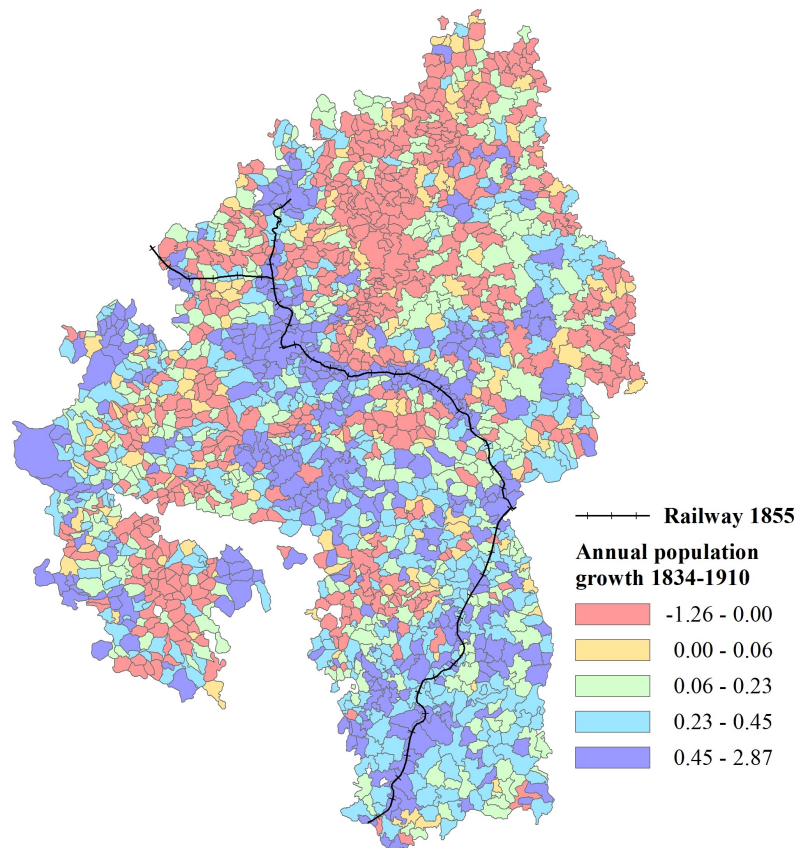 Railway 1855
Annual population
growth 1834-1910
-1.26 - 0.00
0.00 - 0.06
0.06 - 0.23
0.23 - 0.45
0.45 - 2.87